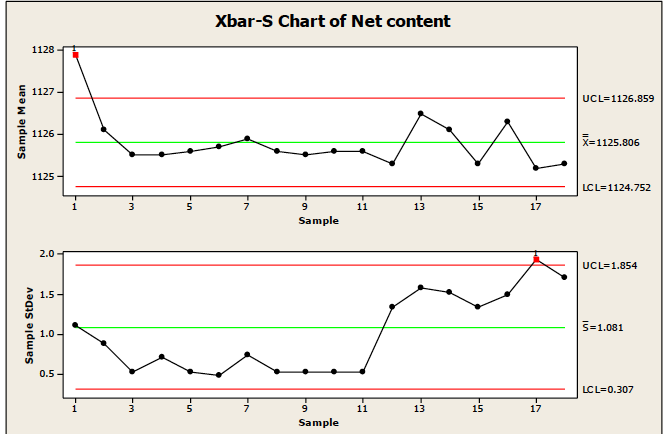 Xbar-S Chart of Net content
1
1128
1127
1126
1125
Sample Mean
UCL=1126.859
X=1125.806
LCL=1124.752
1 3 5 7 9 11 13 15 17
Sample
1
2.0
1.5
1.0
0.5
Sample StDev
UCL=1.854
S=1.081
LCL=0.307
1 3 5 7 9 11 13 15 17
Sample